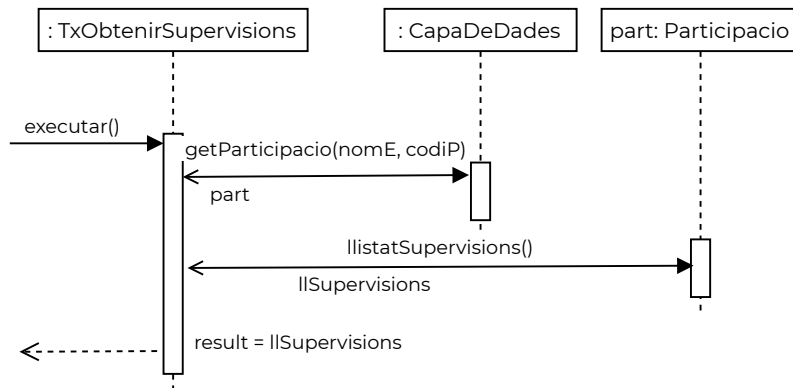 : TxObtenirSupervisions
: CapaDeDades
part: Participacio
executar()
getParticipacio(nomE, codiP)
part
llistatSupervisions()
llSupervisions
result = llSupervisions